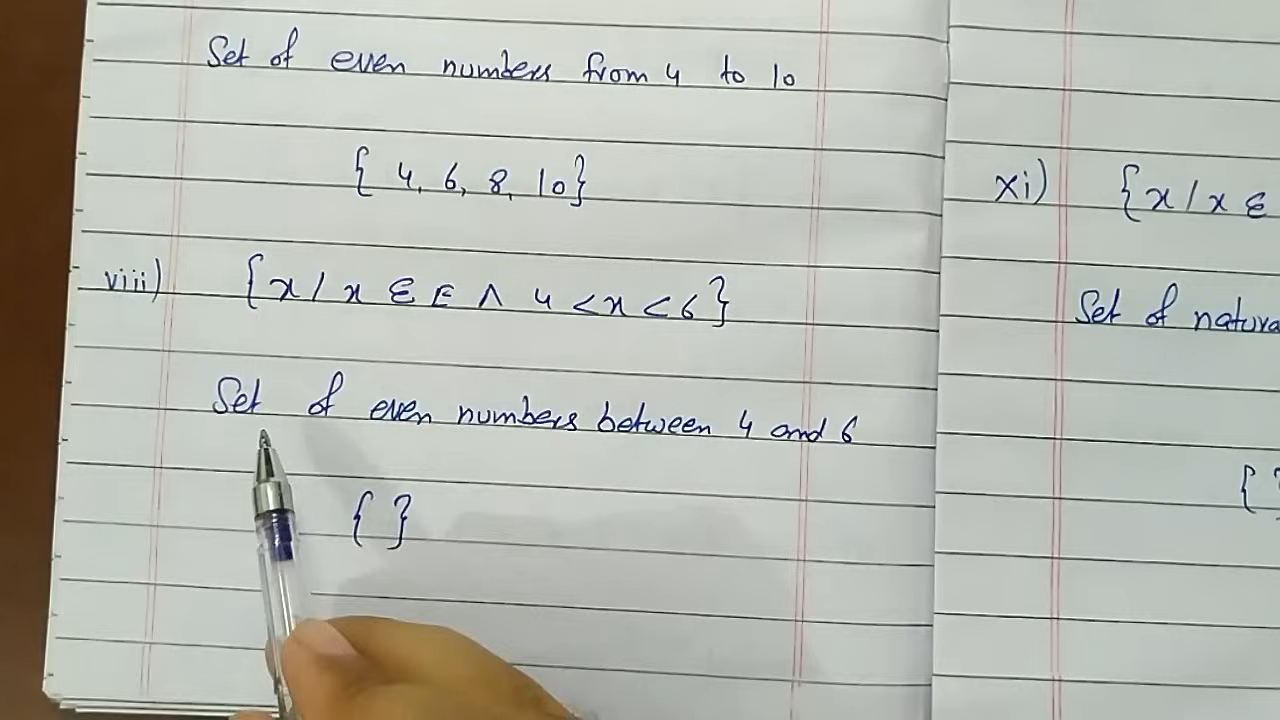 Set of even numbers from 4 to 10
{ 4, 6, 8, 10}
viii) {x / x ∈ E ∧ 4 < x < 6}
Set of even numbers between 4 and 6
{ }
xi) {x / x ∈
Set of
{